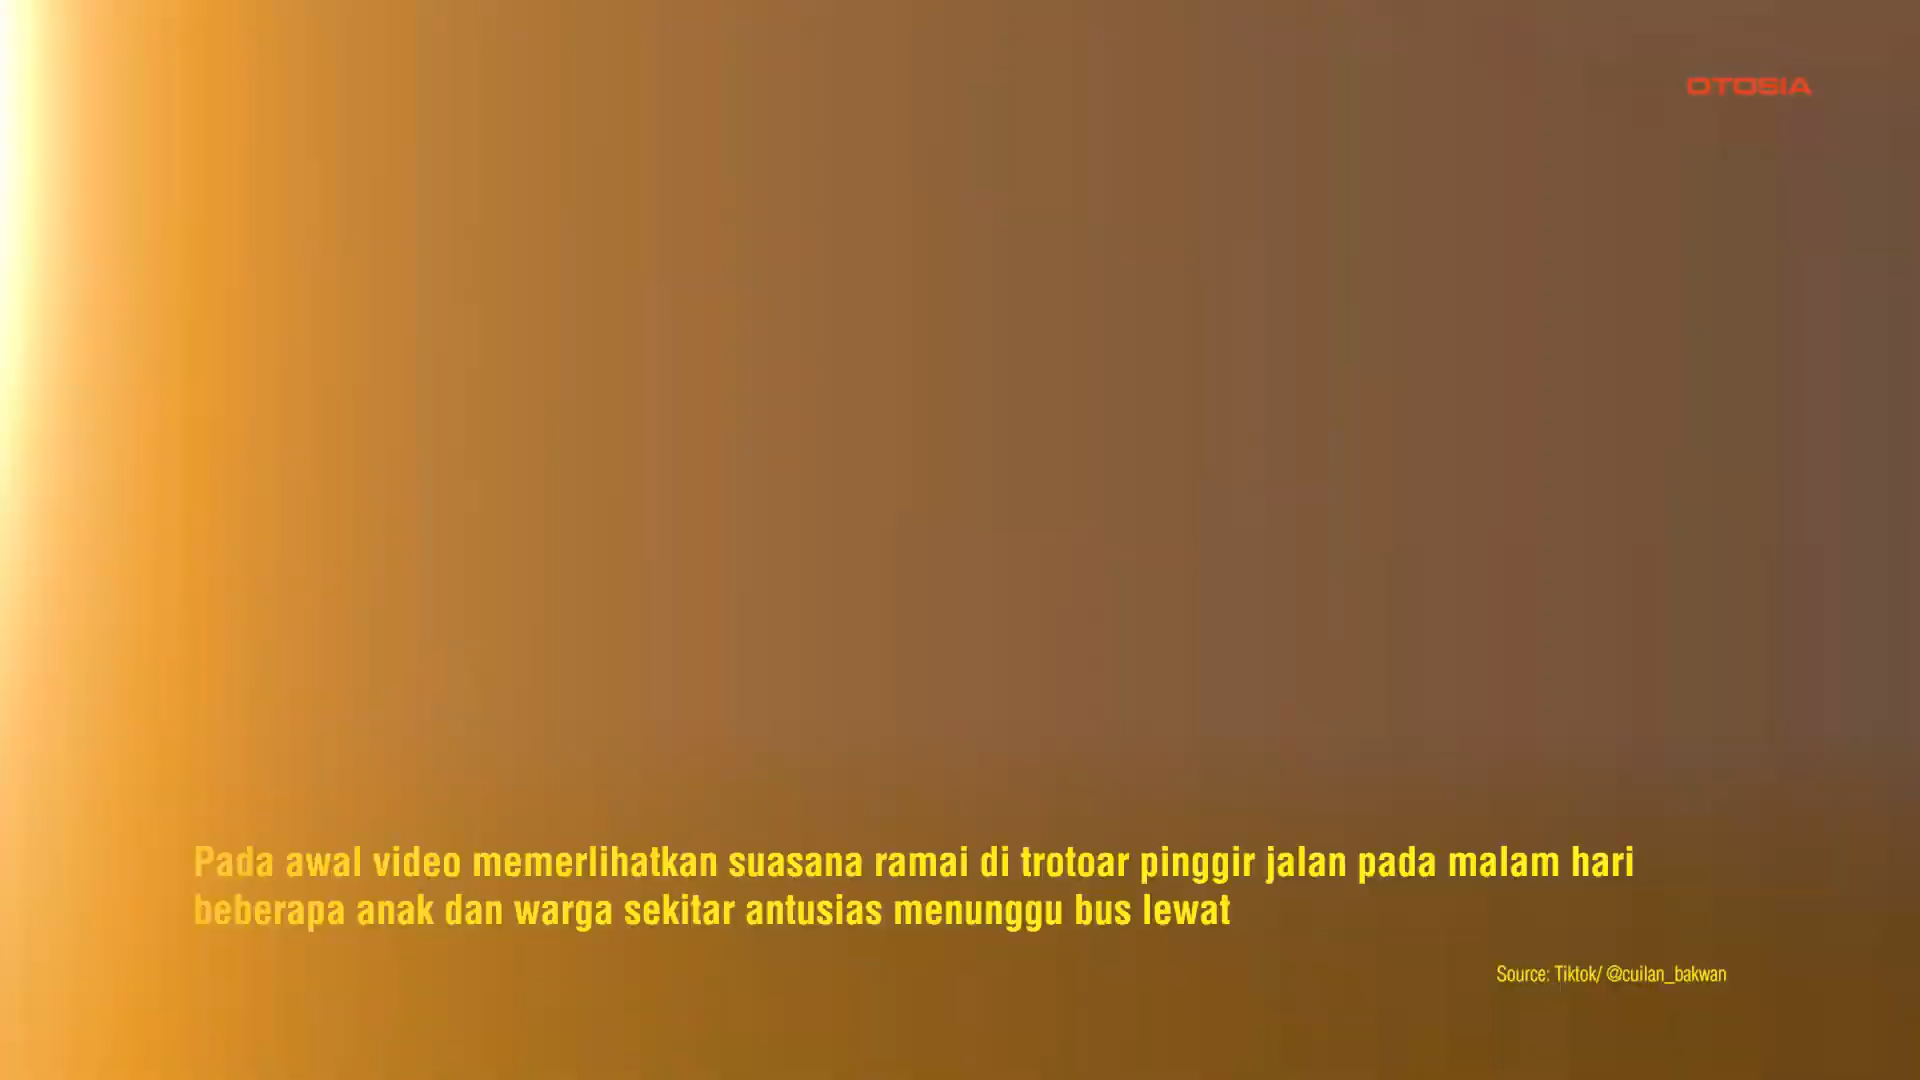 OTOSIA
Pada awal video memerlihatkan suasana ramai di trotoar pinggir jalan pada malam hari
beberapa anak dan warga sekitar antusias menunggu bus lewat
Source: Tiktok/ @cuilan_bakwan